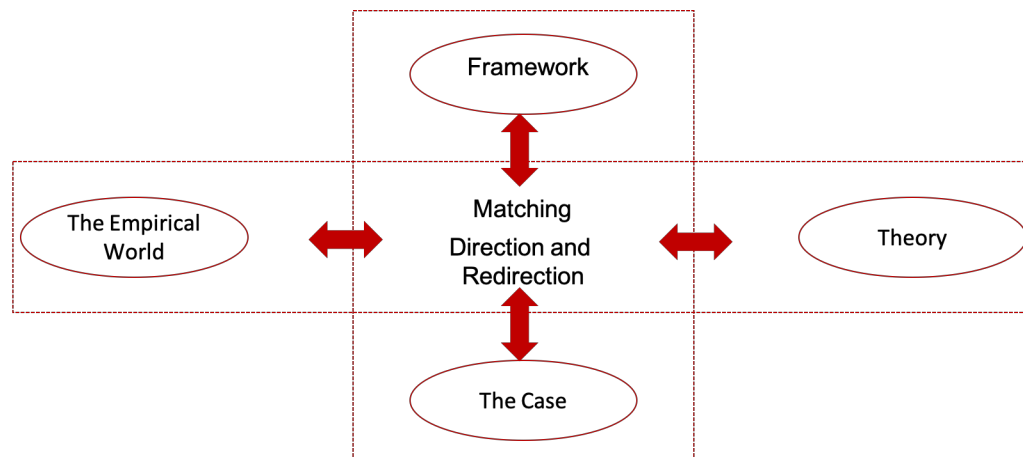 Framework
The Empirical
World
Matching
Direction and
Redirection
Theory
The Case